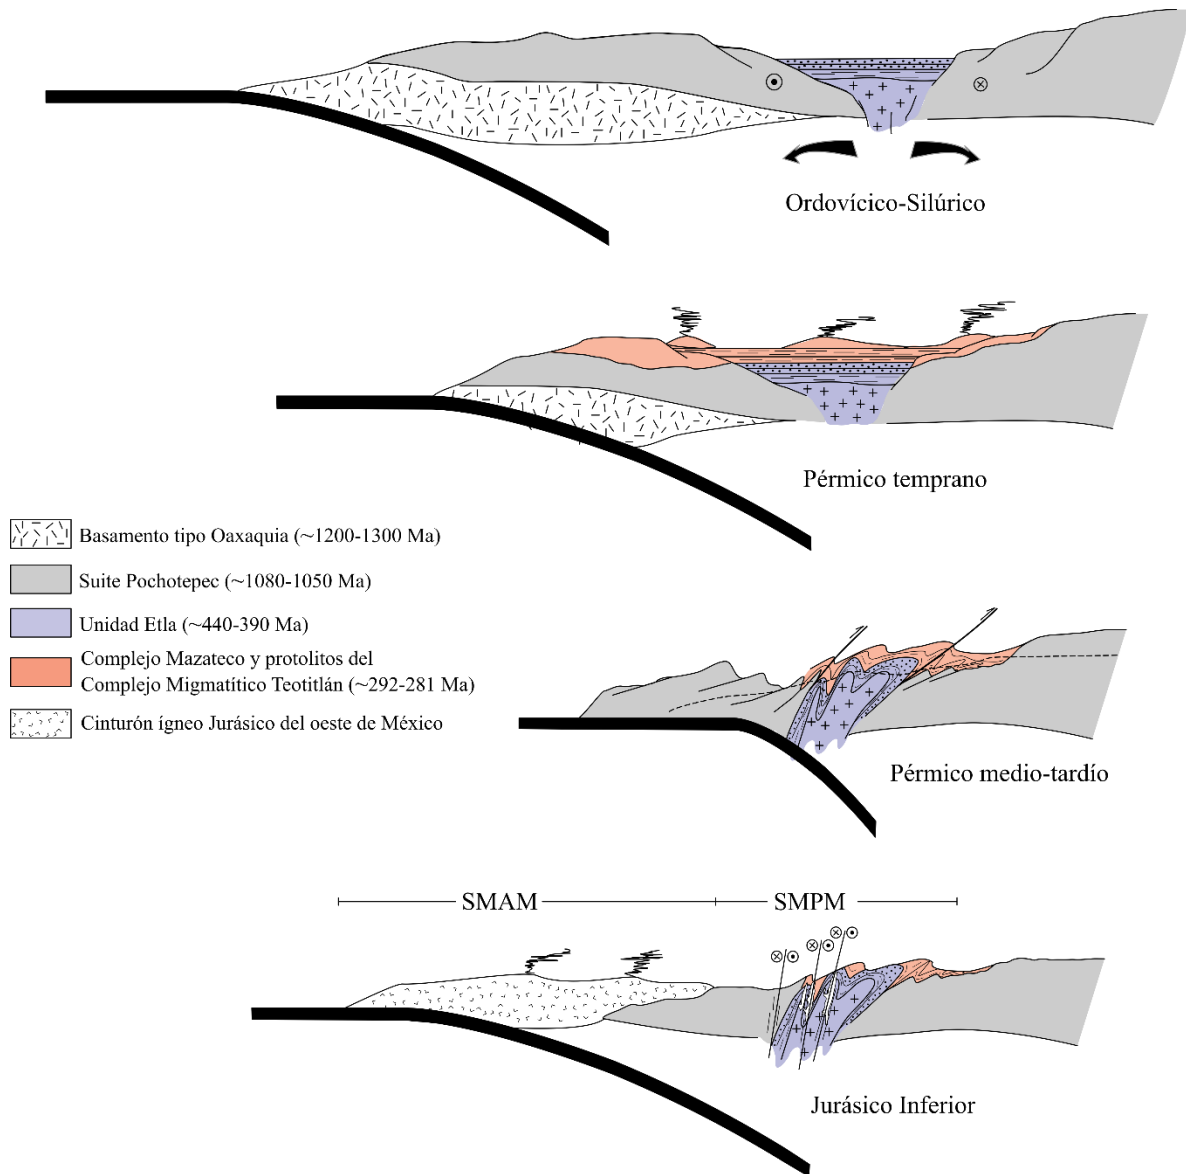 Ordovícico-Silúrico
Pérmico temprano
Basamento tipo Oaxaquia (~1200-1300 Ma)
Suite Pochotepec (~1080-1050 Ma)
Unidad Etla (~440-390 Ma)
Complejo Mazateco y protolitos del
Complejo Migmatítico Teotitlán (~292-281 Ma)
Cinturón ígneo Jurásico del oeste de México
Pérmico medio-tardío
SMAM SMPM
Jurásico Inferior